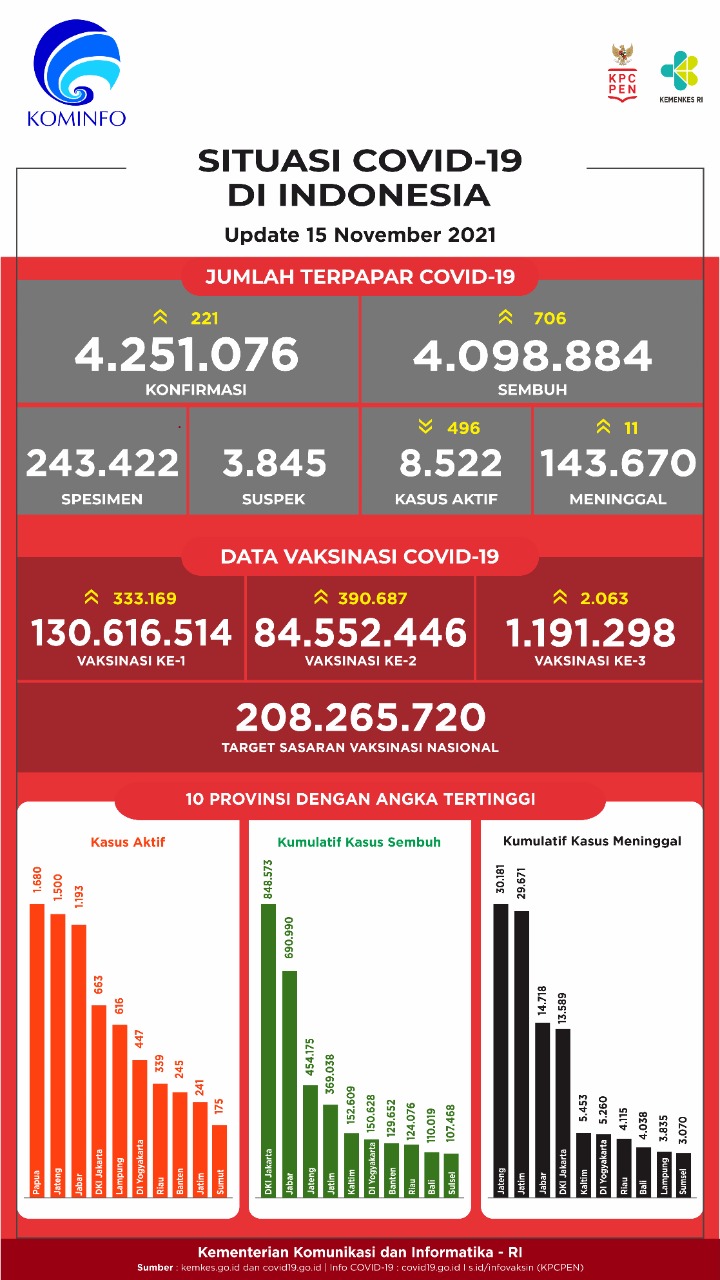 KOMINFO
KPC
PEN
KEMENKES RI
SITUASI COVID-19
DI INDONESIA
Update 15 November 2021
JUMLAH TERPAPAR COVID-19
221
4.251.076
KONFIRMASI
706
4.098.884
SEMBUH
243.422
SPESIMEN
3.845
SUSPEK
496
8.522
KASUS AKTIF
11
143.670
MENINGGAL
DATA VAKSINASI COVID-19
333.169
130.616.514
VAKSINASI KE-1
390.687
84.552.446
VAKSINASI KE-2
2.063
1.191.298
VAKSINASI KE-3
208.265.720
TARGET SASARAN VAKSINASI NASIONAL
10 PROVINSI DENGAN ANGKA TERTINGGI
Kasus Aktif
1.680
1.500
1.193
663
616
447
339
245
241
175
Papua
Jateng
Jabar
DKI Jakarta
Lampung
DI Yogyakarta
Riau
Banten
Jatim
Sumut
Kumulatif Kasus Sembuh
848.573
690.990
454.175
369.038
152.609
150.628
129.652
124.076
110.019
107.468
DKI Jakarta
Jabar
Jateng
Jatim
Kaltim
DI Yogyakarta
Banten
Riau
Bali
Sulsel
Kumulatif Kasus Meninggal
30.181
29.671
14.718
13.589
5.453
5.260
4.115
4.038
3.835
3.070
Jateng
Jatim
Jabar
DKI Jakarta
Kaltim
DI Yogyakarta
Riau
Bali
Lampung
Sumsel
Kementerian Komunikasi dan Informatika - RI
Sumber : kemkes.go.id dan covid19.go.id | Info COVID-19 : covid19.go.id I s.id/infovaksin (KPCPEN)